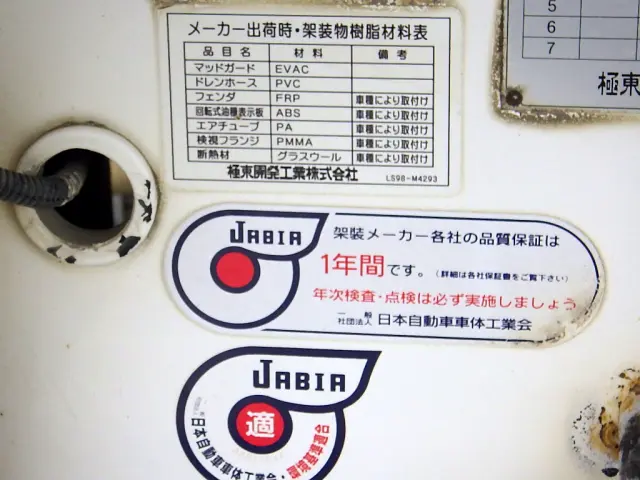 メーカー出荷時・架装物樹脂材料表
品目名 材料 備考
マッドガード EVAC
ドレンホース PVC
フェンダ FRP 車種により取付け
回転式油種表示板 ABS 車種により取付け
エアチューブ PA 車種により取付け
検視フランジ PMMA 車種により取付け
断熱材 グラスウール 車種により取付け
極東開発工業株式会社
LS98-M4293
5
6
7
極東
JABIA
架装メーカー各社の品質保証は
1年間です。(詳細は各社保証書をご覧下さい)
年次検査・点検は必ず実施しましょう
一般社団法人 日本自動車車体工業会
JABIA
適
日本自動車車体工業会・環境基準適合